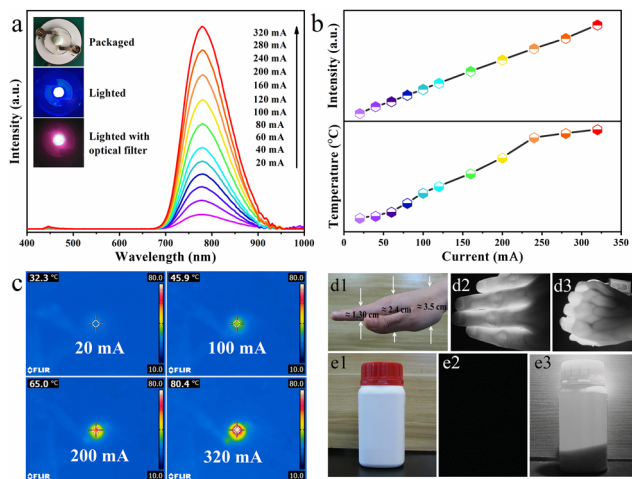 a
Packaged
Lighted
Lighted with
optical filter
320 mA
280 mA
240 mA
200 mA
160 mA
120 mA
100 mA
80 mA
60 mA
40 mA
20 mA
Intensity (a.u.)
400 500 600 700 800 900 1000
Wavelength (nm)
b
Intensity (a.u.)
Temperature (°C)
0 50 100 150 200 250 300 350
Current (mA)
c
32.3 °C
80.0
20 mA
10.0
◊FLIR
45.9 °C
80.0
100 mA
10.0
◊FLIR
65.0 °C
80.0
200 mA
10.0
◊FLIR
80.4 °C
80.0
320 mA
10.0
◊FLIR
d1
≈ 1.30 cm
≈ 2.4 cm
≈ 3.5 cm
d2
d3
e1
e2
e3